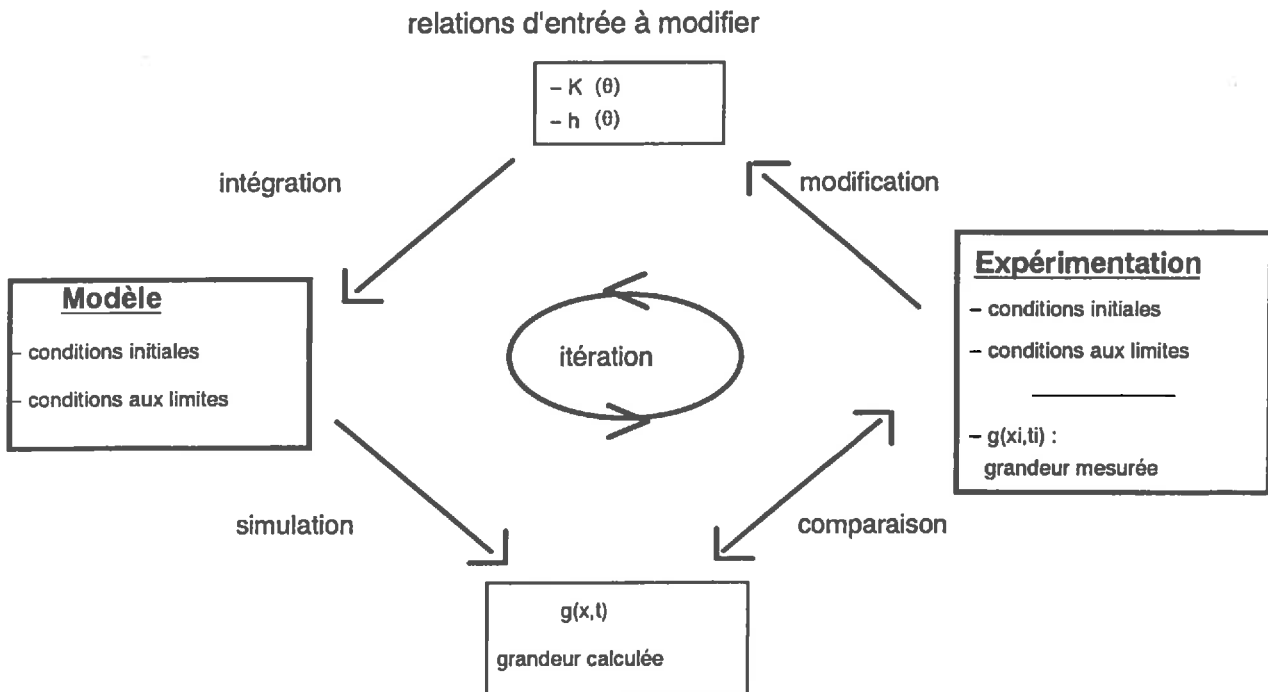 relations d'entrée à modifier
– K (θ)
– h (θ)
intégration
modification
Modèle
– conditions initiales
– conditions aux limites
itération
Expérimentation
– conditions initiales
– conditions aux limites
– g(xi,ti) :
grandeur mesurée
simulation
comparaison
g(x,t)
grandeur calculée